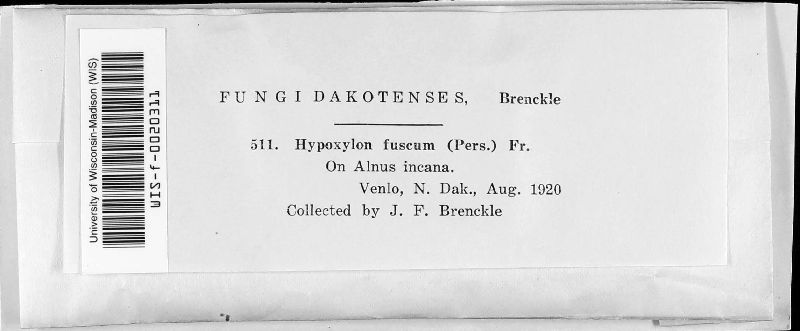 University of Wisconsin-Madison (WIS)
WIS-f-0020311
FUNGI DAKOTENSES, Brenckle
511. Hypoxylon fuscum (Pers.) Fr.
On Alnus incana.
Venlo, N. Dak., Aug. 1920
Collected by J. F. Brenckle